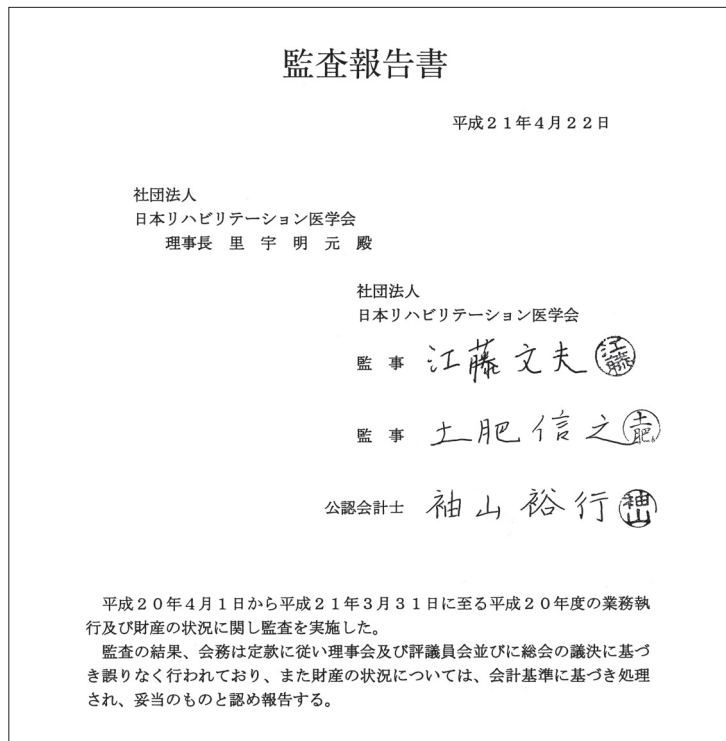 監査報告書
平成２１年４月２２日
社団法人
日本リハビリテーション医学会
理事長　里　宇　明　元　殿
社団法人
日本リハビリテーション医学会
監　事　江藤文夫　江藤
監　事　土肥信之　土肥
公認会計士　袖山裕行　袖山
平成２０年４月１日から平成２１年３月３１日に至る平成２０年度の業務執
行及び財産の状況に関し監査を実施した。
監査の結果、会務は定款に従い理事会及び評議員会並びに総会の議決に基づ
き誤りなく行われており、また財産の状況については、会計基準に基づき処理
され、妥当のものと認め報告する。